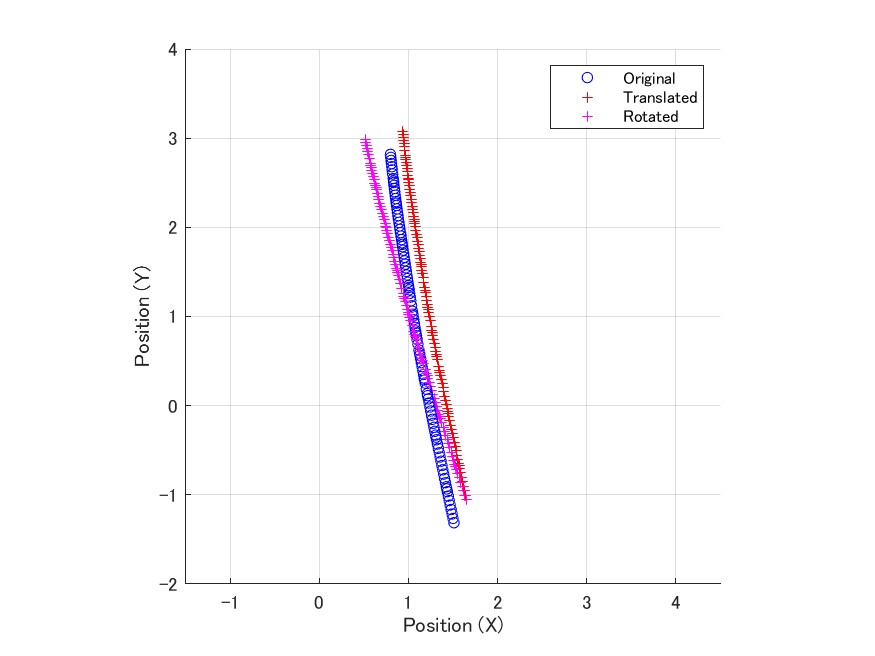 4
Original
Translated
Rotated
3
2
1
0
−1
−2
Position (Y)
−1 0 1 2 3 4
Position (X)